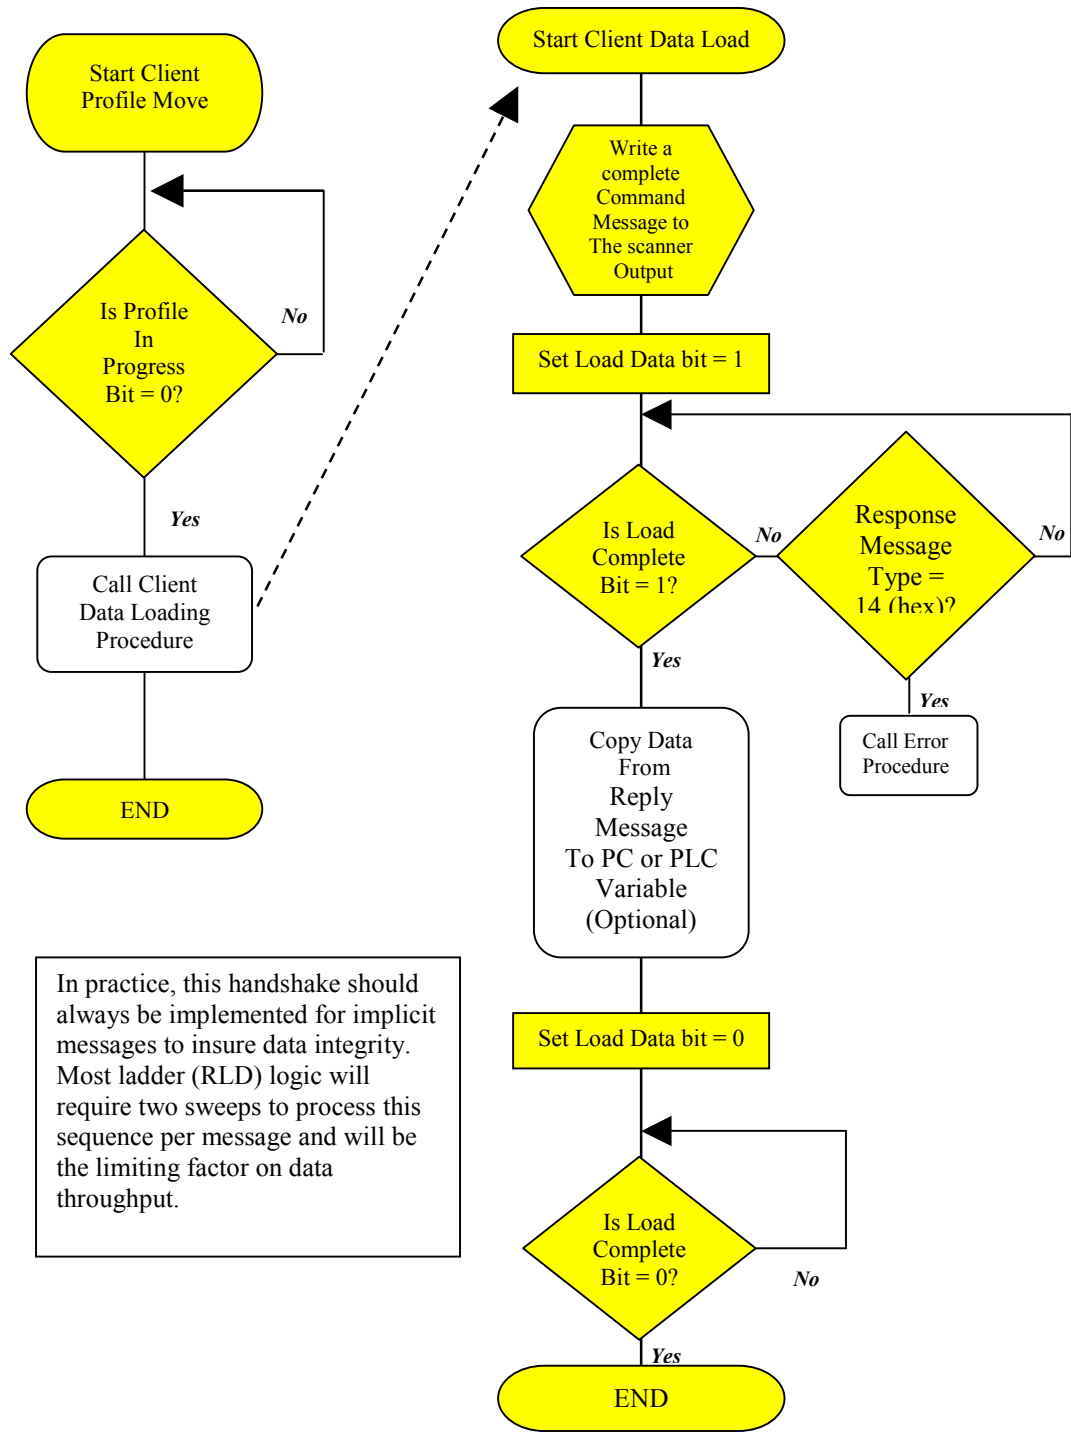 Start Client
Profile Move
Is Profile
In
Progress
Bit = 0?
No
Yes
Call Client
Data Loading
Procedure
END
In practice, this handshake should
always be implemented for implicit
messages to insure data integrity.
Most ladder (RLD) logic will
require two sweeps to process this
sequence per message and will be
the limiting factor on data
throughput.
Start Client Data Load
Write a
complete
Command
Message to
The scanner
Output
Set Load Data bit = 1
Is Load
Complete
Bit = 1?
No
Response
Message
Type =
14 (hex)?
No
Yes
Call Error
Procedure
Yes
Copy Data
From
Reply
Message
To PC or PLC
Variable
(Optional)
Set Load Data bit = 0
Is Load
Complete
Bit = 0?
No
Yes
END